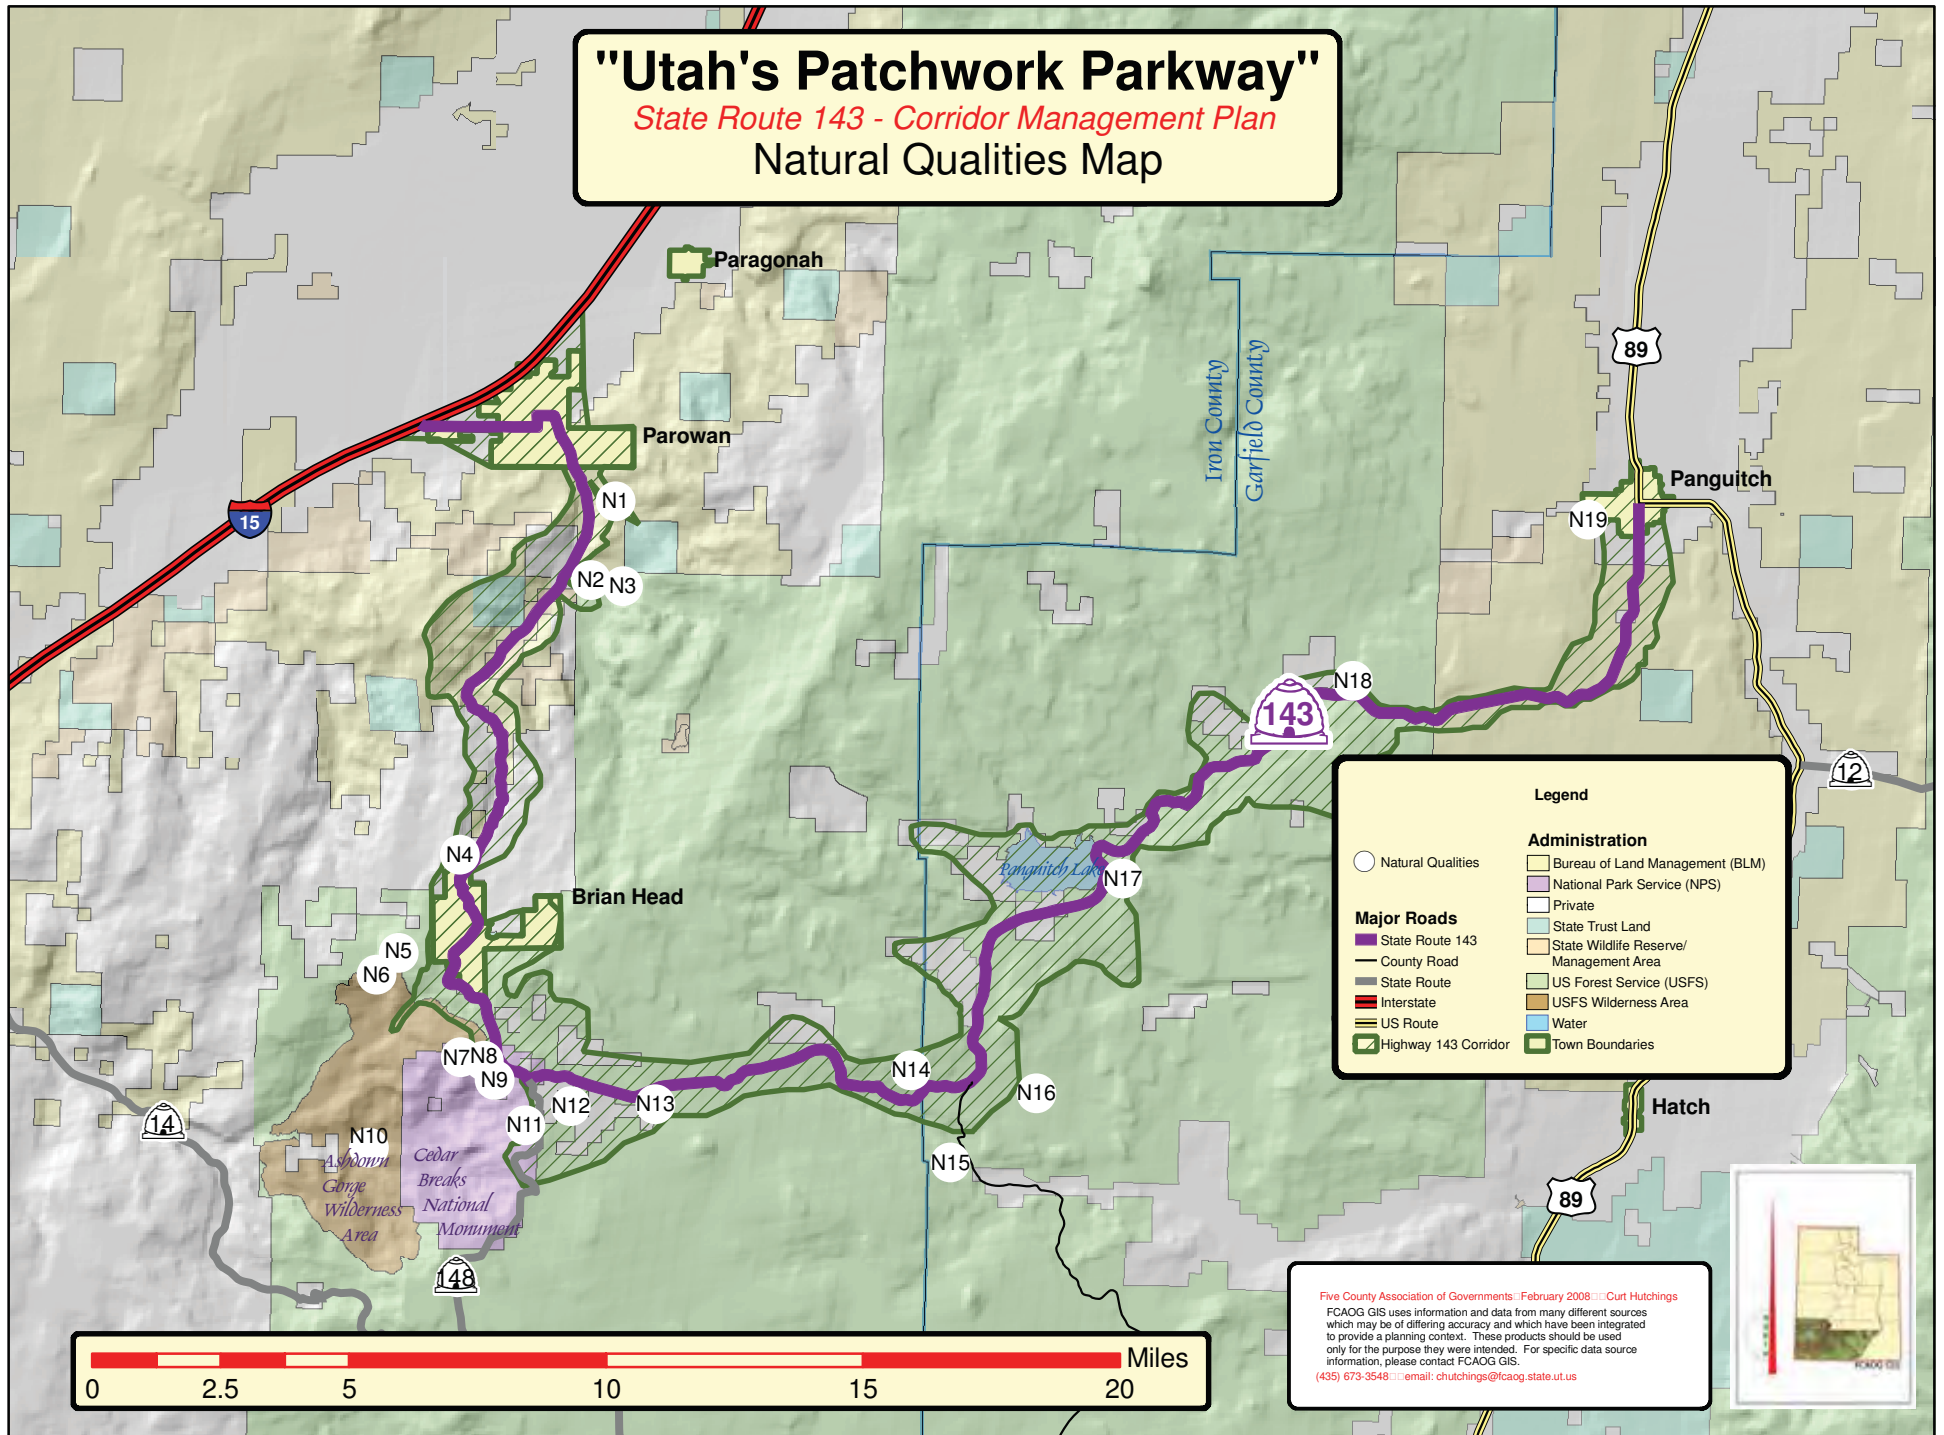 "Utah's Patchwork Parkway"
State Route 143 - Corridor Management Plan
Natural Qualities Map
Paragonah
Parowan
Iron County
Garfield County
89
Panguitch
15
N1
N19
N2
N3
N18
143
12
N4
Panguitch Lake
N17
Brian Head
N5
N6
N7
N8
N9
N14
N16
N12
N13
N11
14
N10
Ashdown
Gorge
Wilderness
Area
Cedar
Breaks
National
Monument
N15
148
Hatch
89
Legend
Natural Qualities
Major Roads
State Route 143
County Road
State Route
Interstate
US Route
Highway 143 Corridor
Administration
Bureau of Land Management (BLM)
National Park Service (NPS)
Private
State Trust Land
State Wildlife Reserve/
Management Area
US Forest Service (USFS)
USFS Wilderness Area
Water
Town Boundaries
Miles
0 2.5 5 10 15 20
Five County Association of Governments□February 2008□□Curt Hutchings
FCAOG GIS uses information and data from many different sources
which may be of differing accuracy and which have been integrated
to provide a planning context. These products should be used
only for the purpose they were intended. For specific data source
information, please contact FCAOG GIS.
(435) 673-3548□□email: chutchings@fcaog.state.ut.us
FCAOG GIS